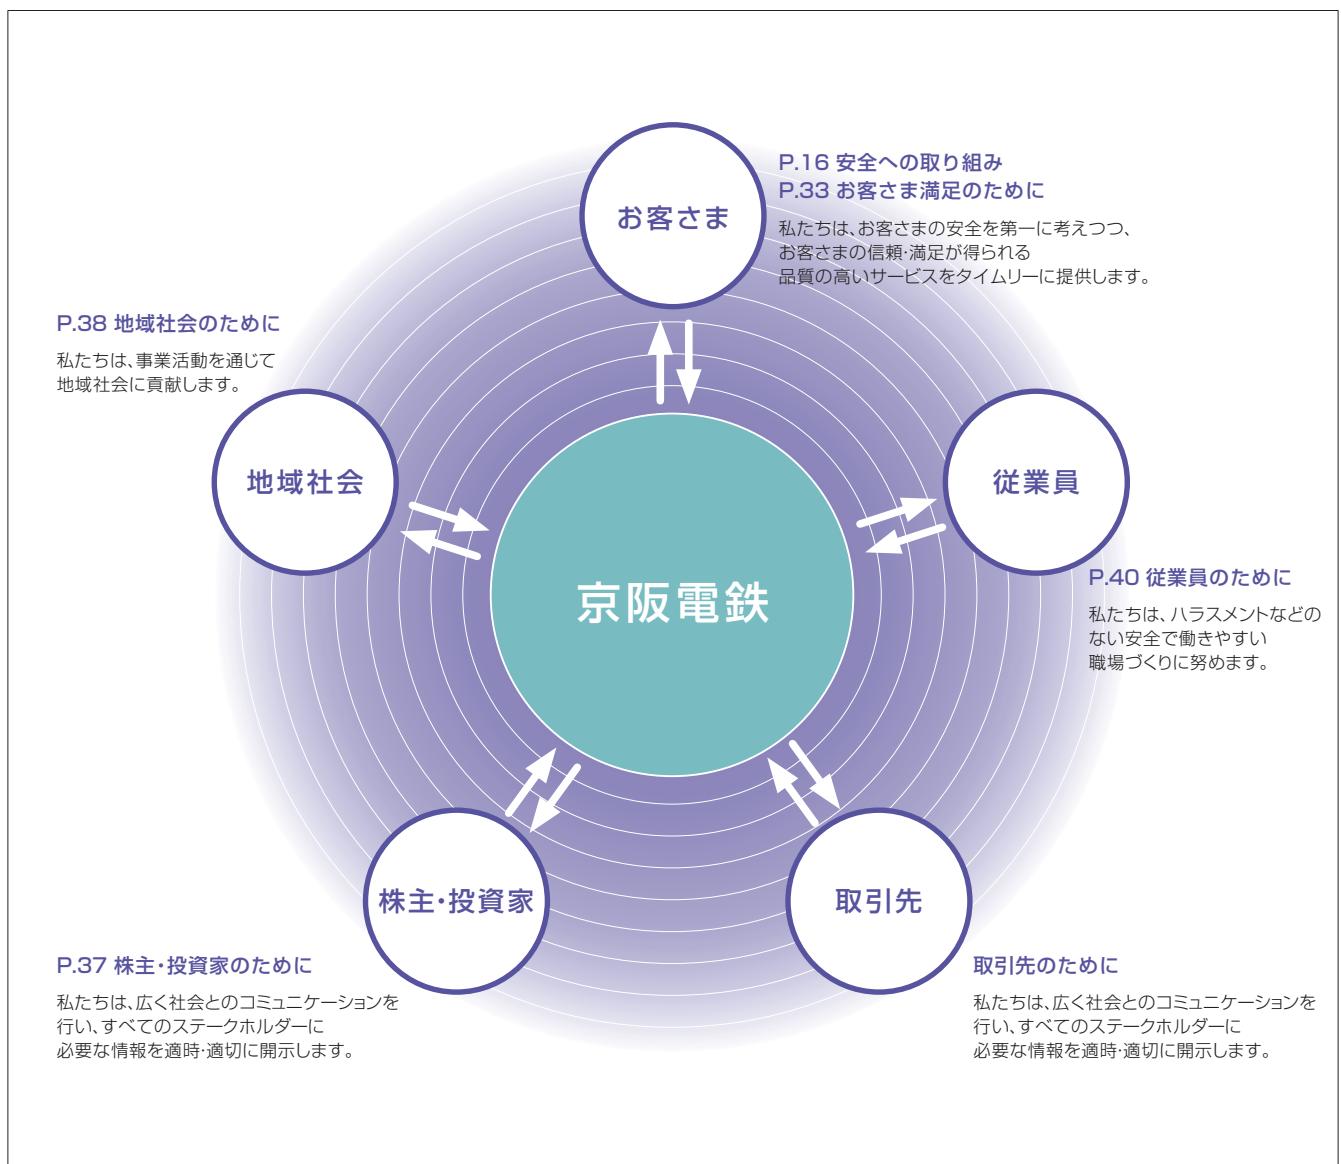 お客さま
P.16 安全への取り組み
P.33 お客さま満足のために
私たちは、お客さまの安全を第一に考えつつ、
お客さまの信頼・満足が得られる
品質の高いサービスをタイムリーに提供します。
P.38 地域社会のために
私たちは、事業活動を通じて
地域社会に貢献します。
地域社会
従業員
P.40 従業員のために
私たちは、ハラスメントなどの
ない安全で働きやすい
職場づくりに努めます。
京阪電鉄
株主・投資家
P.37 株主・投資家のために
私たちは、広く社会とのコミュニケーションを
行い、すべてのステークホルダーに
必要な情報を適時・適切に開示します。
取引先
取引先のために
私たちは、広く社会とのコミュニケーションを
行い、すべてのステークホルダーに
必要な情報を適時・適切に開示します。